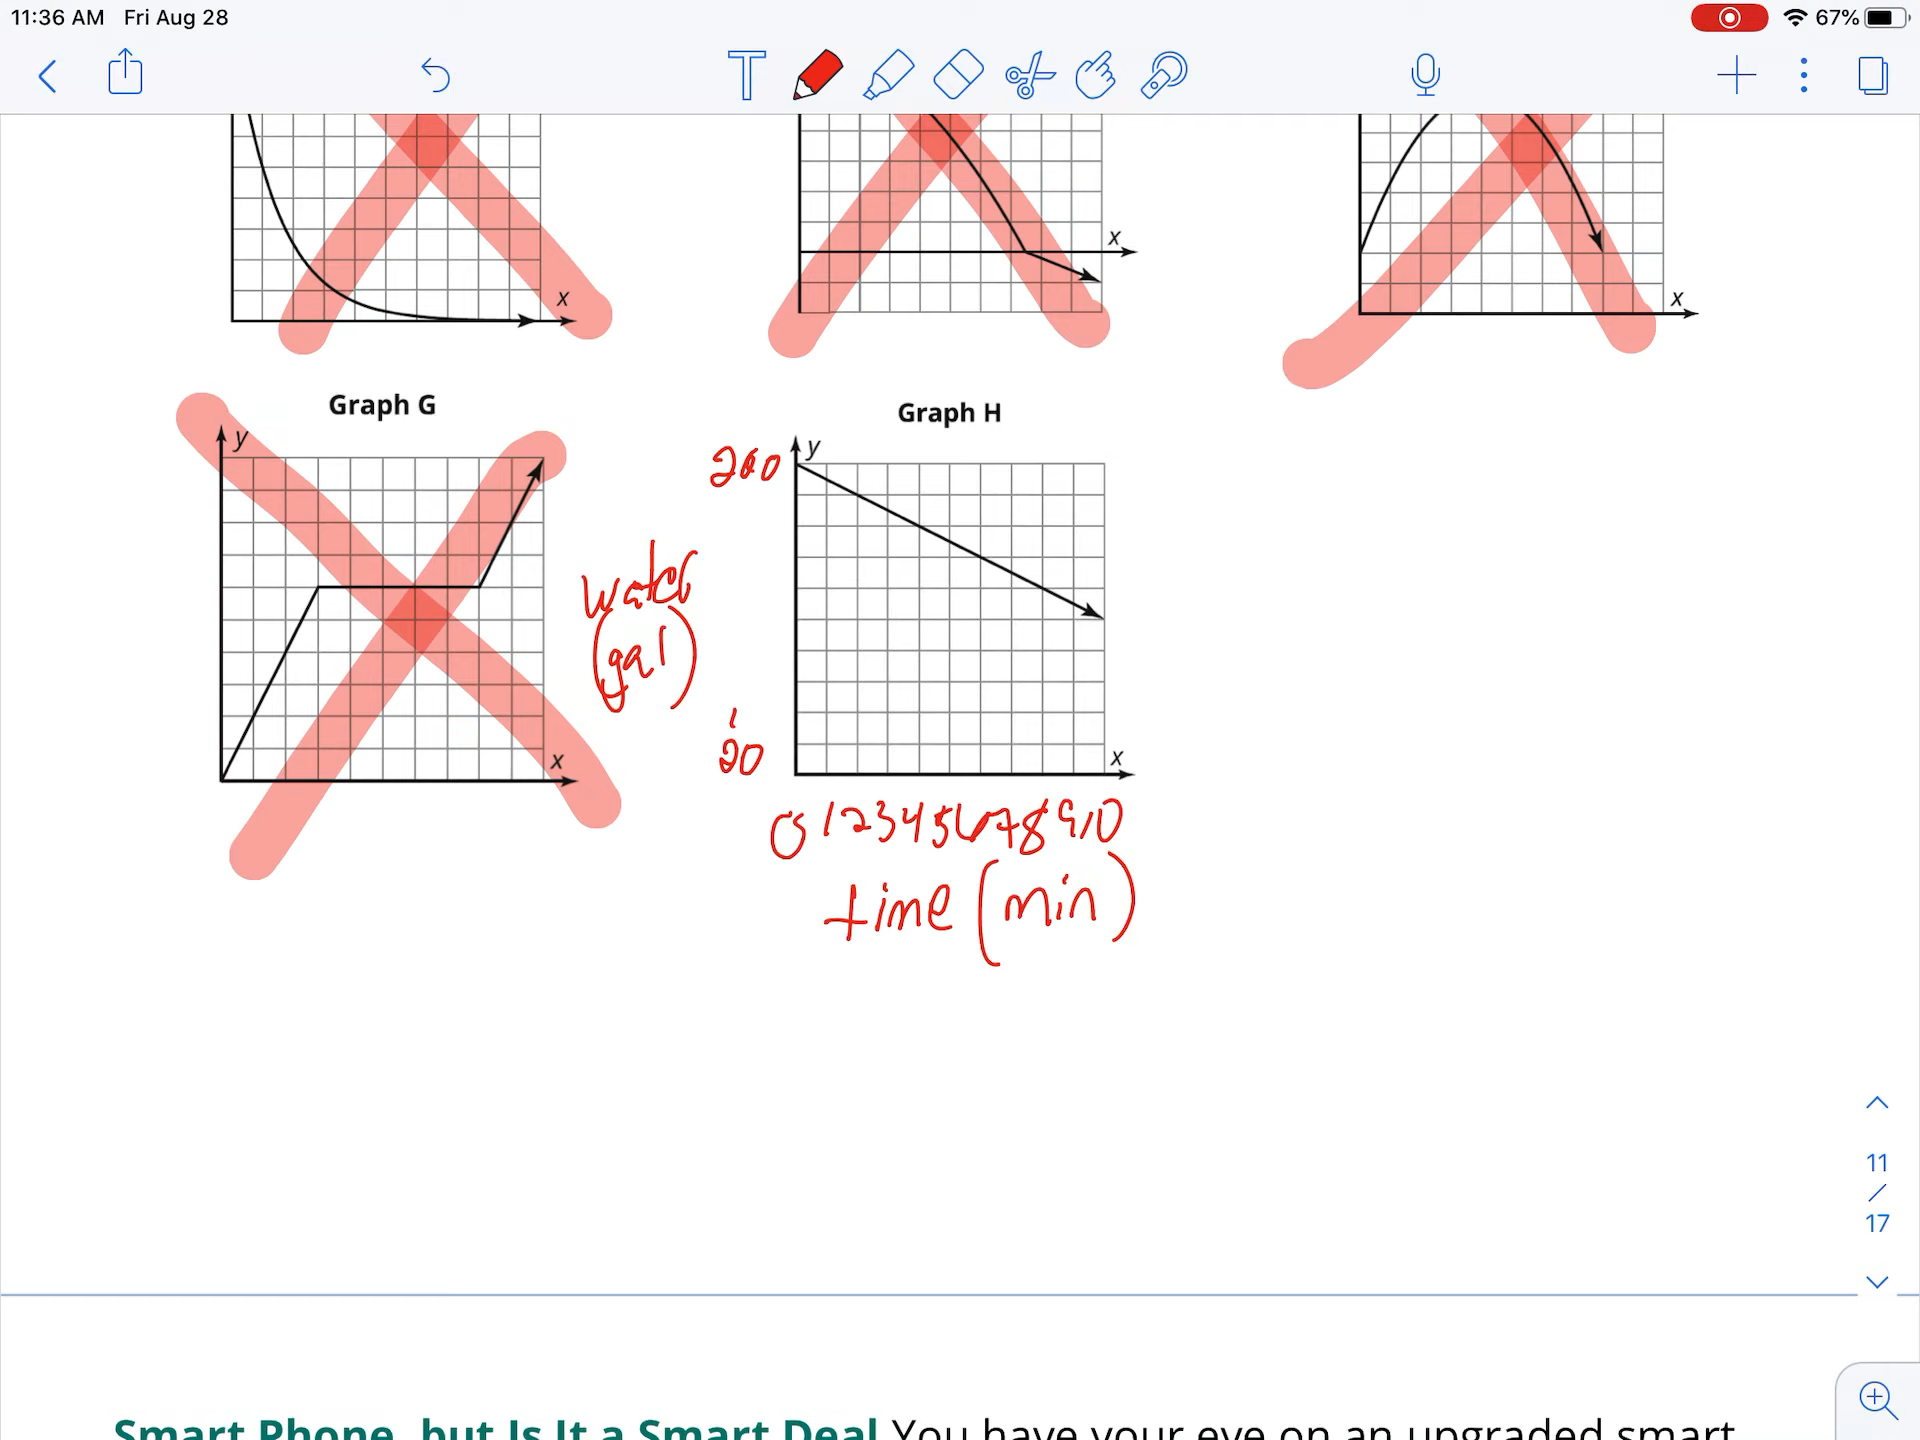 11:36 AM Fri Aug 28
67%
T
x
x
x
Graph G
Graph H
y
y
200
water
(gal)
20
x
x
0 1 2 3 4 5 6 7 8 9 10
time (min)
11
/
17
Smart Phone, but Is It a Smart Deal You have your eye on an upgraded smart